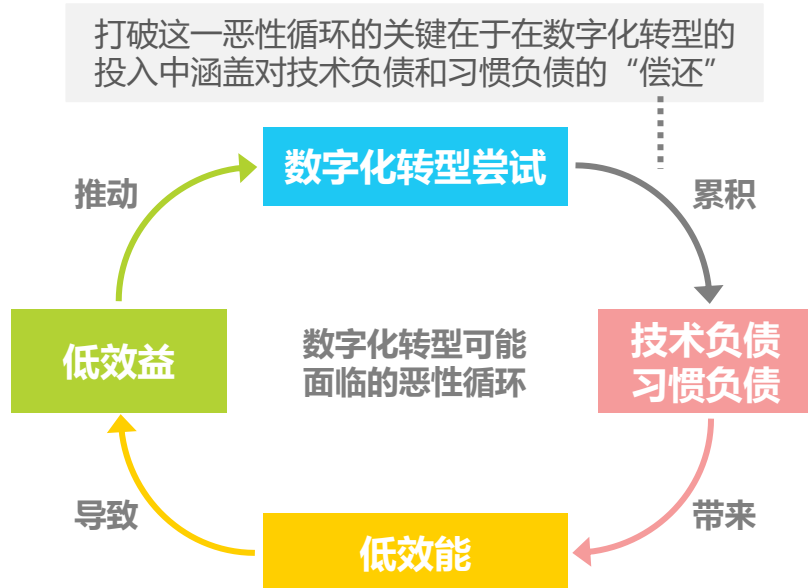 打破这一恶性循环的关键在于在数字化转型的
投入中涵盖对技术负债和习惯负债的“偿还”
数字化转型尝试
推动
累积
低效益
数字化转型可能
面临的恶性循环
技术负债
习惯负债
导致
带来
低效能